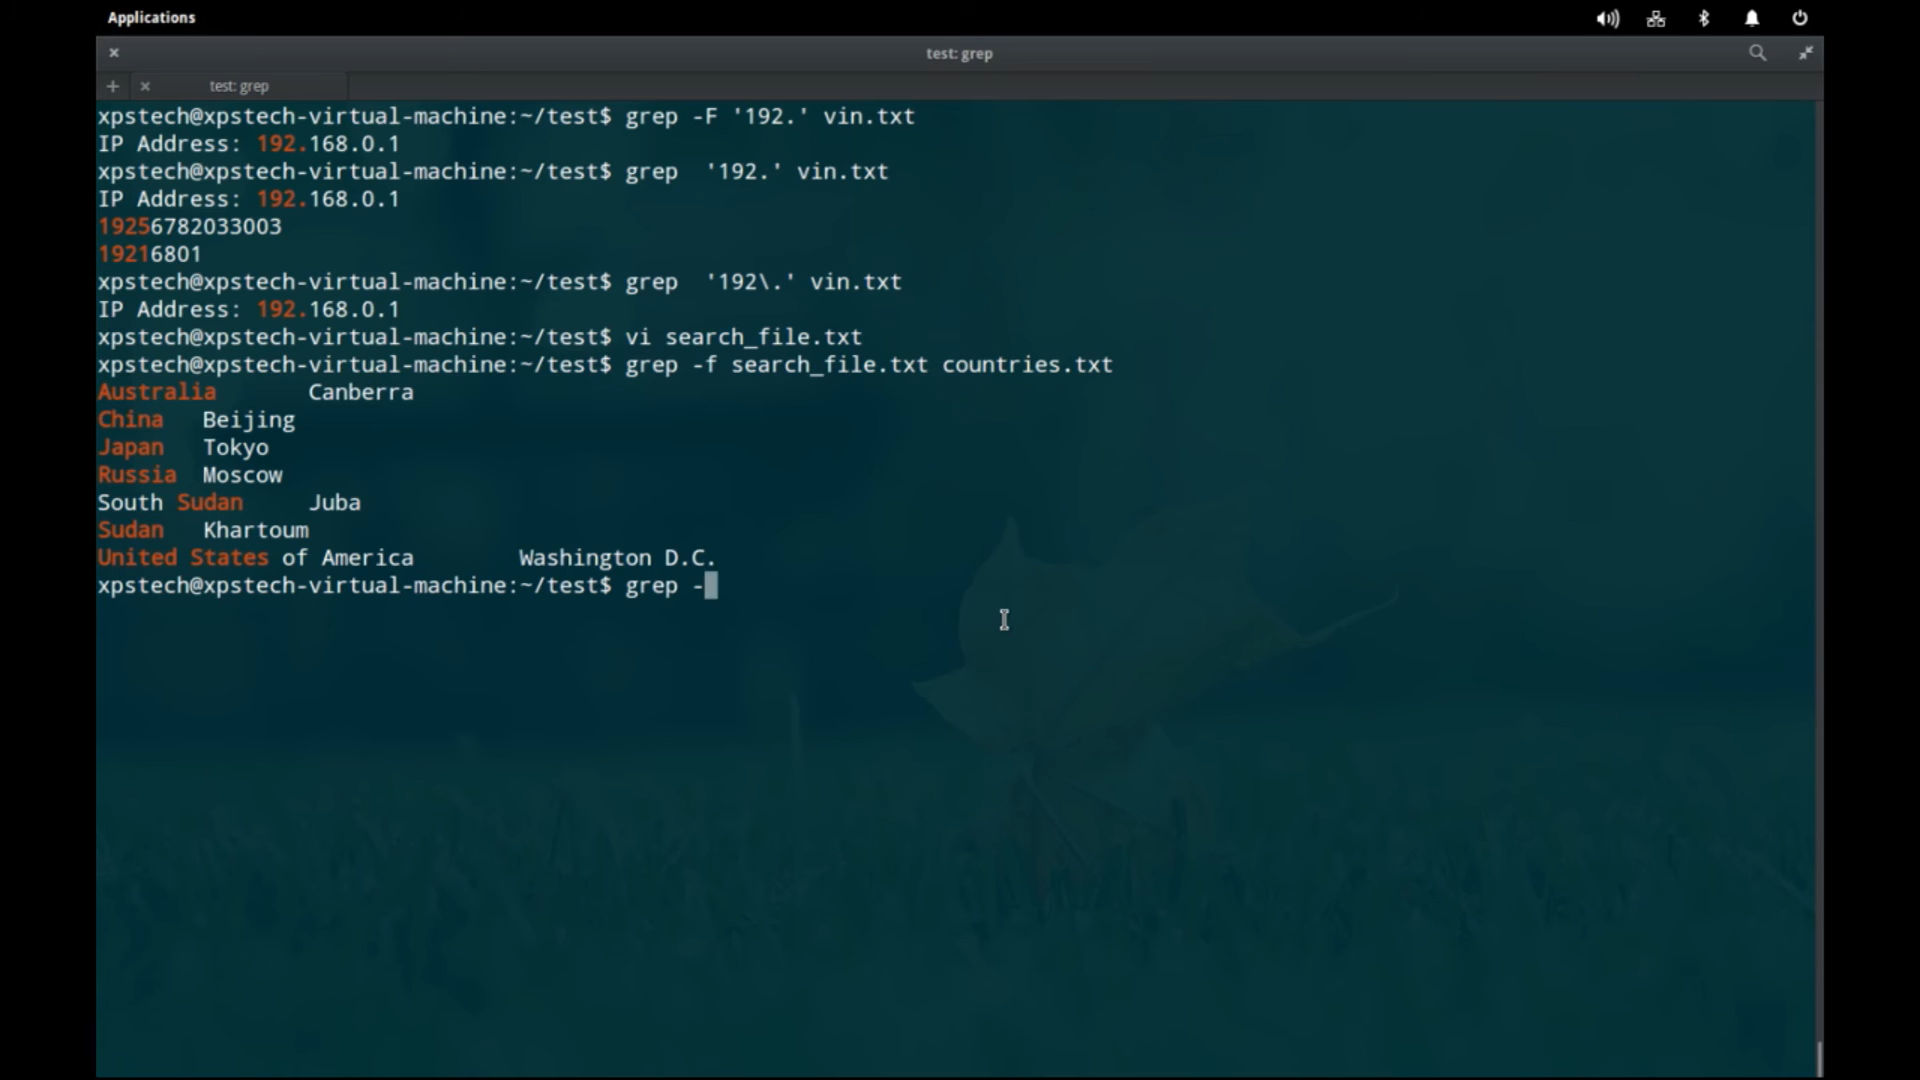 Applications
test: grep
test: grep
xpstech@xpstech-virtual-machine:~/test$ grep -F '192.' vin.txt
IP Address: 192.168.0.1
xpstech@xpstech-virtual-machine:~/test$ grep  '192.' vin.txt
IP Address: 192.168.0.1
19256782033003
19216801
xpstech@xpstech-virtual-machine:~/test$ grep  '192\.' vin.txt
IP Address: 192.168.0.1
xpstech@xpstech-virtual-machine:~/test$ vi search_file.txt
xpstech@xpstech-virtual-machine:~/test$ grep -f search_file.txt countries.txt
Australia       Canberra
China   Beijing
Japan   Tokyo
Russia  Moscow
South Sudan     Juba
Sudan   Khartoum
United States of America        Washington D.C.
xpstech@xpstech-virtual-machine:~/test$ grep -